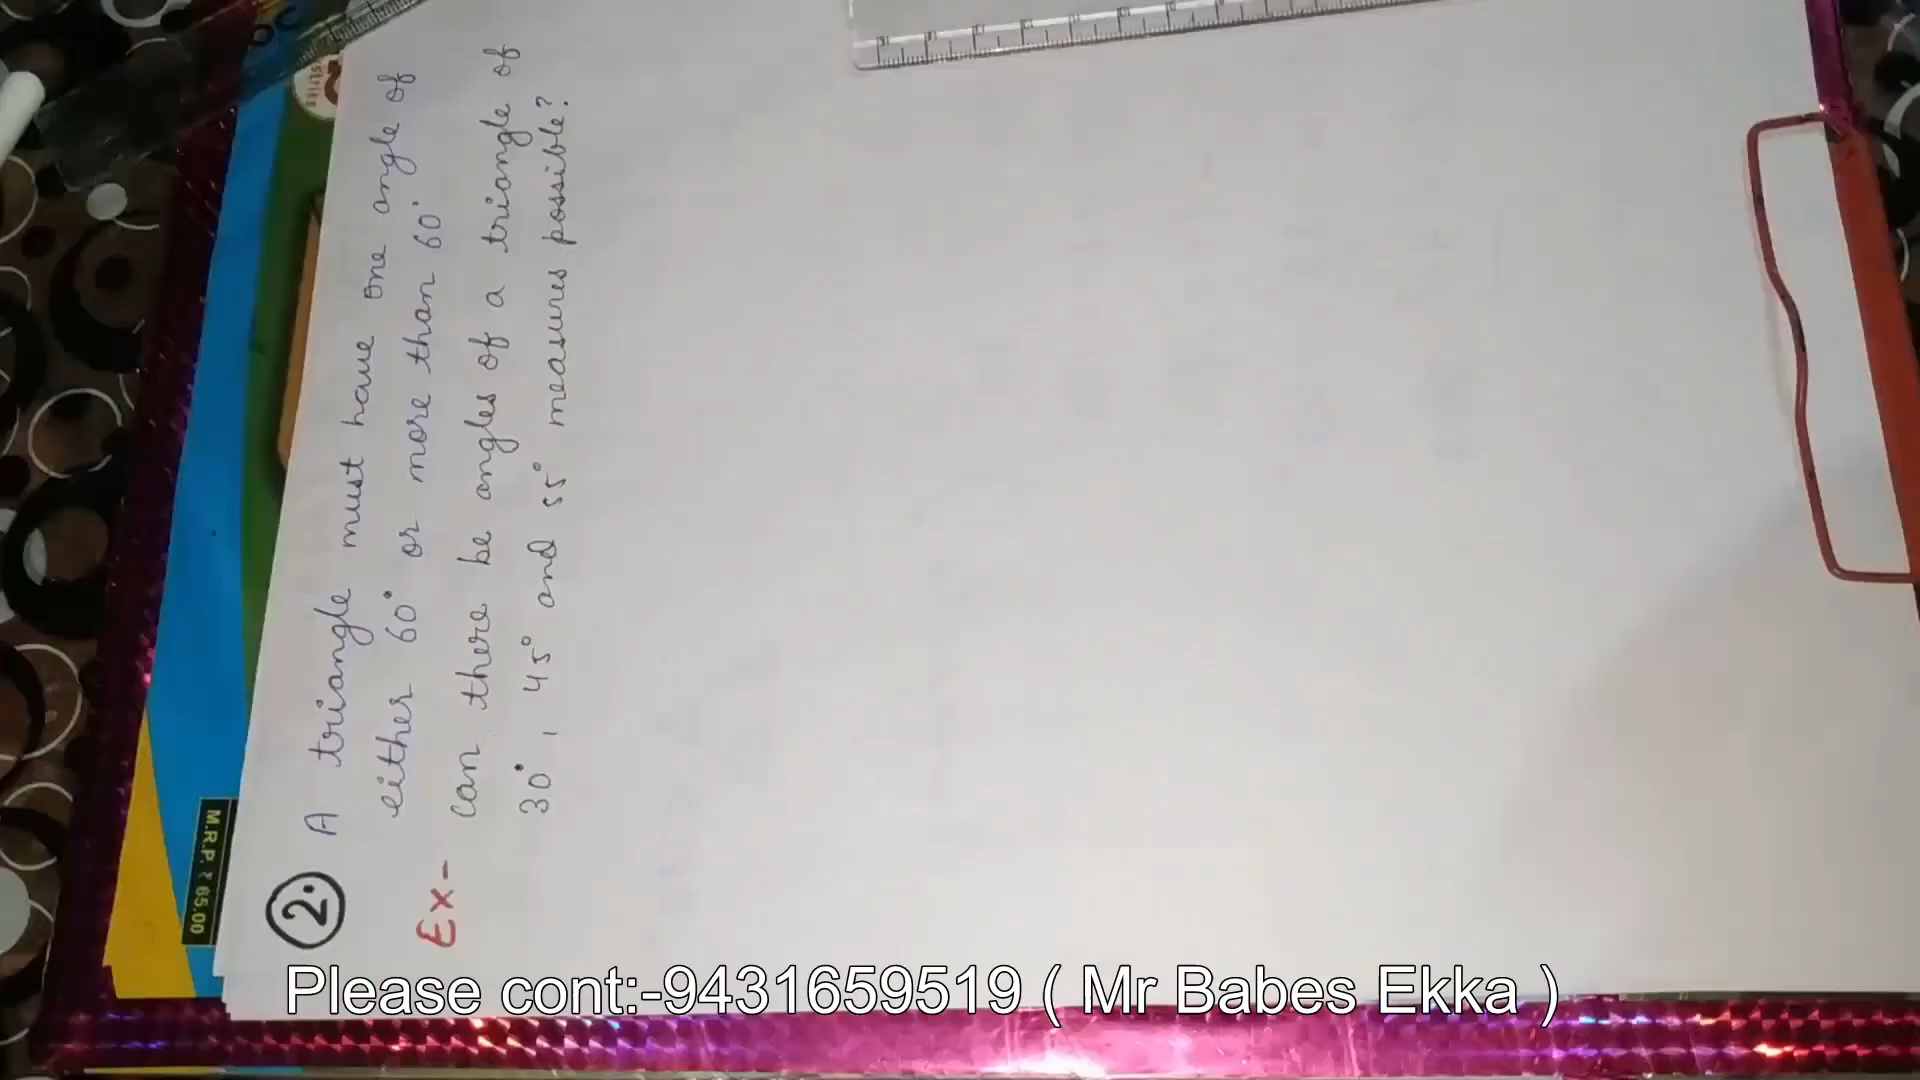 2. A triangle must have one angle of
either 60° or more than 60°
Ex- Can there be angles of a triangle of
30°, 45° and 55° measures possible?
M.R.P. ₹ 65.00
Please cont:-9431659519 ( Mr Babes Ekka )